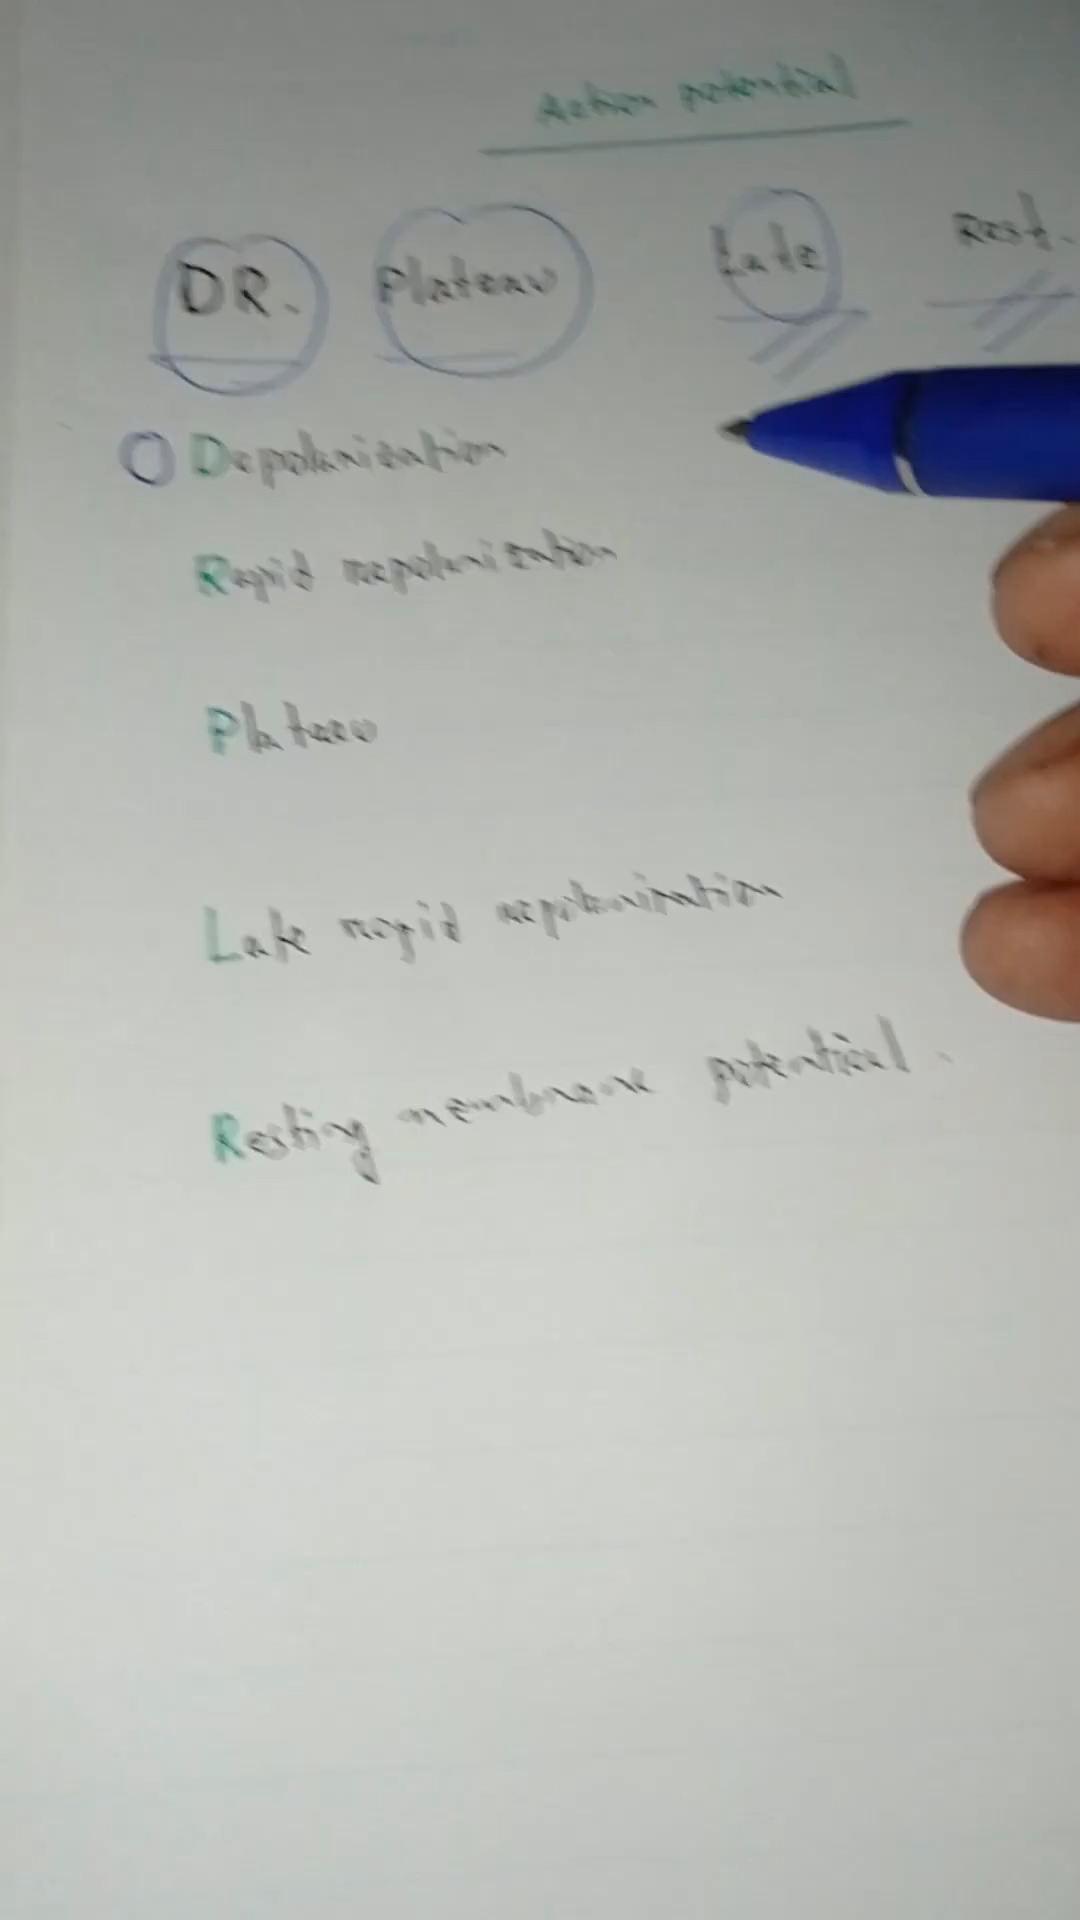 Action potential
DR. Plateau Late Rest.
Depolarization
Rapid repolarization
Plateau
Late rapid repolarization
Resting membrane potential.